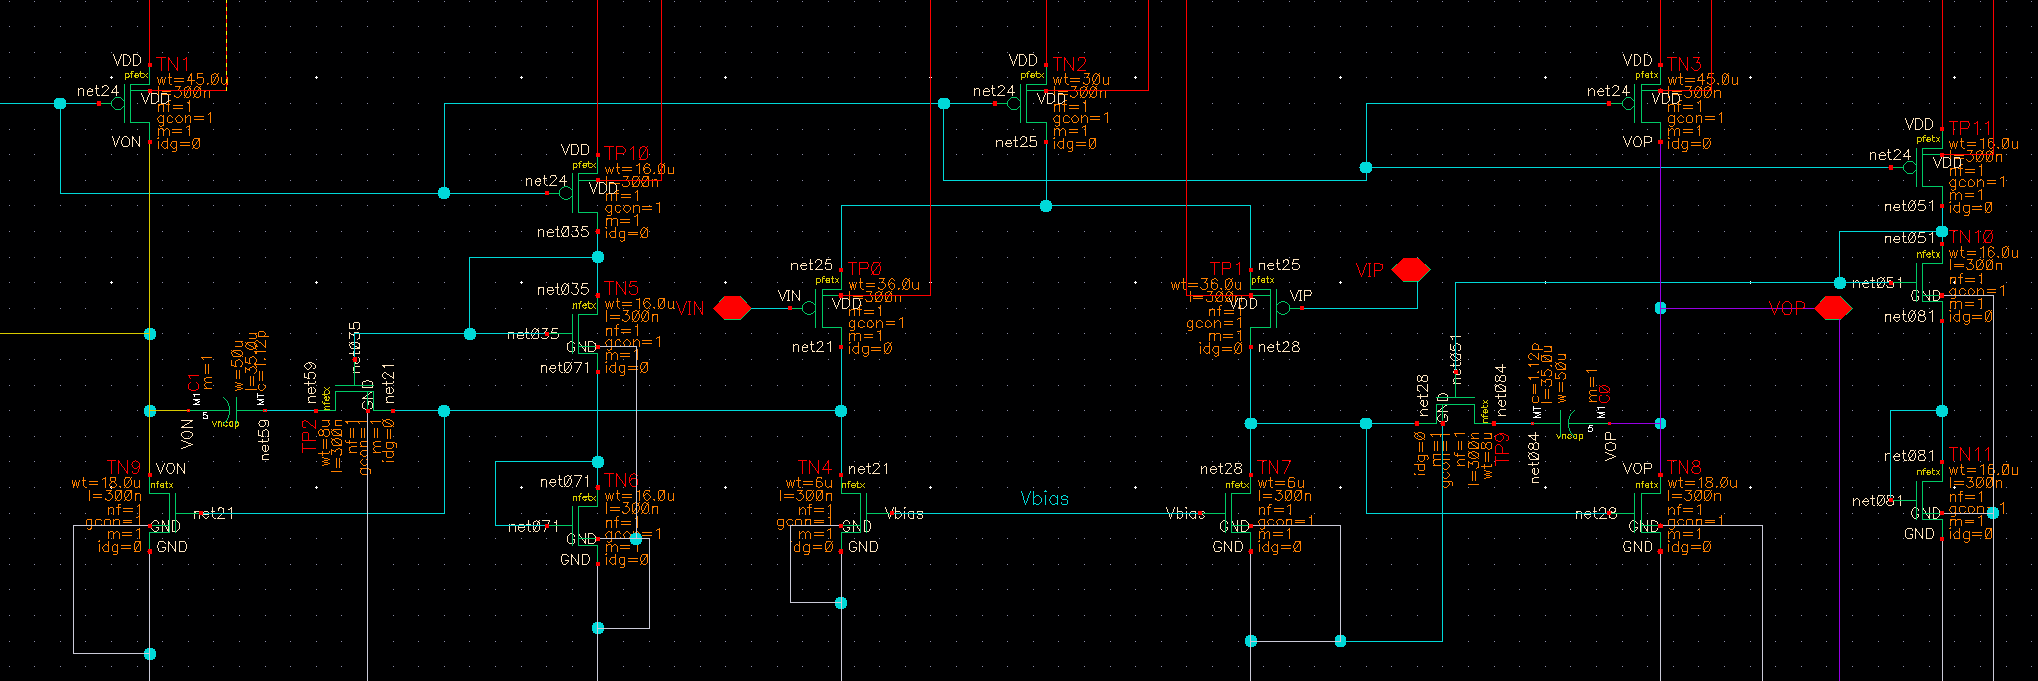 VDD
TN1
pfetx
wt=45.0u
l=300n
net24
VDD
nf=1
gcon=1
m=1
VON
idg=0
VDD
TP10
pfetx
wt=16.0u
l=300n
net24
VDD
nf=1
gcon=1
m=1
net035
idg=0
VDD
TN2
pfetx
wt=30u
l=300n
net24
VDD
nf=1
gcon=1
m=1
net25
idg=0
VDD
TN3
pfetx
wt=45.0u
l=300n
net24
VDD
nf=1
gcon=1
m=1
VOP
idg=0
VDD
TP11
pfetx
wt=16.0u
l=300n
net24
VDD
nf=1
gcon=1
m=1
net051
idg=0
net035
TN5
nfetx
wt=16.0u
l=300n
net035
nf=1
gcon=1
GND
m=1
net071
idg=0
VIN
net25
TP0
pfetx
wt=36.0u
l=300n
VIN
VDD
nf=1
gcon=1
m=1
net21
idg=0
TP1
net25
pfetx
wt=36.0u
l=300n
VDD
VIP
nf=1
gcon=1
m=1
idg=0
net28
VIP
net051
TN10
nfetx
wt=16.0u
l=300n
net051
nf=1
gcon=1
GND
m=1
net081
idg=0
VOP
C1
m=1
w=50u
l=35.0u
c=1.12p
M1
MT
5
vncap
VON
net59
net59
nfetx
net035
GND
net21
TP2
wt=8u
l=300n
nf=1
gcon=1
m=1
idg=0
net28
net051
GND
net084
nfetx
idg=0
m=1
gcon=1
nf=1
l=300n
wt=8u
TP9
net084
MT
c=1.12p
l=35.0u
w=50u
m=1
C0
M1
5
vncap
VOP
TN9
VON
wt=18.0u
nfetx
l=300n
nf=1
net21
gcon=1
GND
m=1
idg=0
GND
net071
TN6
nfetx
wt=16.0u
l=300n
net071
nf=1
gcon=1
GND
m=1
GND
idg=0
TN4
net21
wt=6u
nfetx
l=300n
nf=1
Vbias
gcon=1
GND
m=1
idg=0
GND
Vbias
net28
TN7
nfetx
wt=6u
l=300n
Vbias
nf=1
gcon=1
GND
m=1
GND
idg=0
VOP
TN8
nfetx
wt=18.0u
l=300n
net28
nf=1
gcon=1
GND
m=1
GND
idg=0
net081
TN11
nfetx
wt=16.0u
l=300n
net081
nf=1
gcon=1
GND
m=1
GND
idg=0